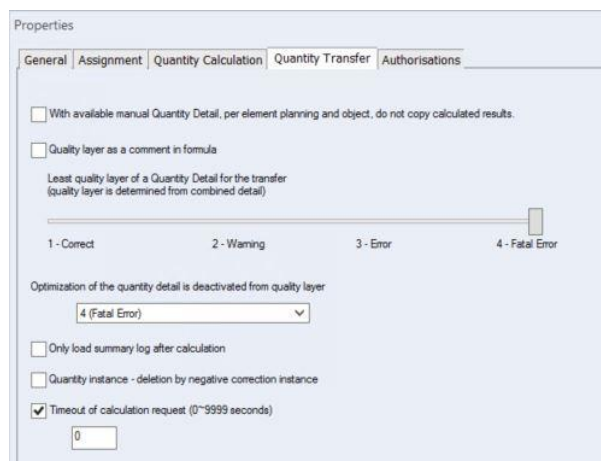 Properties
General Assignment Quantity Calculation Quantity Transfer Authorisations
With available manual Quantity Detail, per element planning and object, do not copy calculated results.
Quality layer as a comment in formula
Least quality layer of a Quantity Detail for the transfer
(quality layer is determined from combined detail)
1 - Correct 2 - Warning 3 - Error 4 - Fatal Error
Optimization of the quantity detail is deactivated from quality layer
4 (Fatal Error)
Only load summary log after calculation
Quantity instance - deletion by negative correction instance
Timeout of calculation request (0~9999 seconds)
0